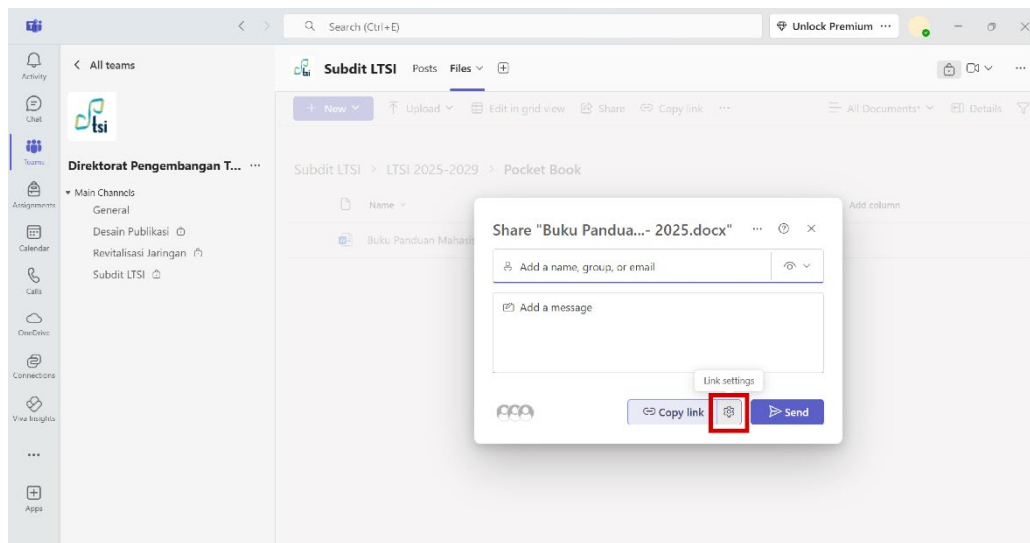 Search (Ctrl+E)
Unlock Premium
Activity
Chat
Teams
Assignments
Calendar
Calls
OneDrive
Connections
Viva Insights
Apps
All teams
tsi
Direktorat Pengembangan T...
Main Channels
General
Desain Publikasi
Revitalisasi Jaringan
Subdit LTSI
Subdit LTSI Posts Files
+ New Upload Edit in grid view Share Copy link ... All Documents* Details
Subdit LTSI > LTSI 2025-2029 > Pocket Book
Name Add column
Buku Panduan Mahasis
Share "Buku Pandua...- 2025.docx"
Add a name, group, or email
Add a message
Link settings
Copy link Send